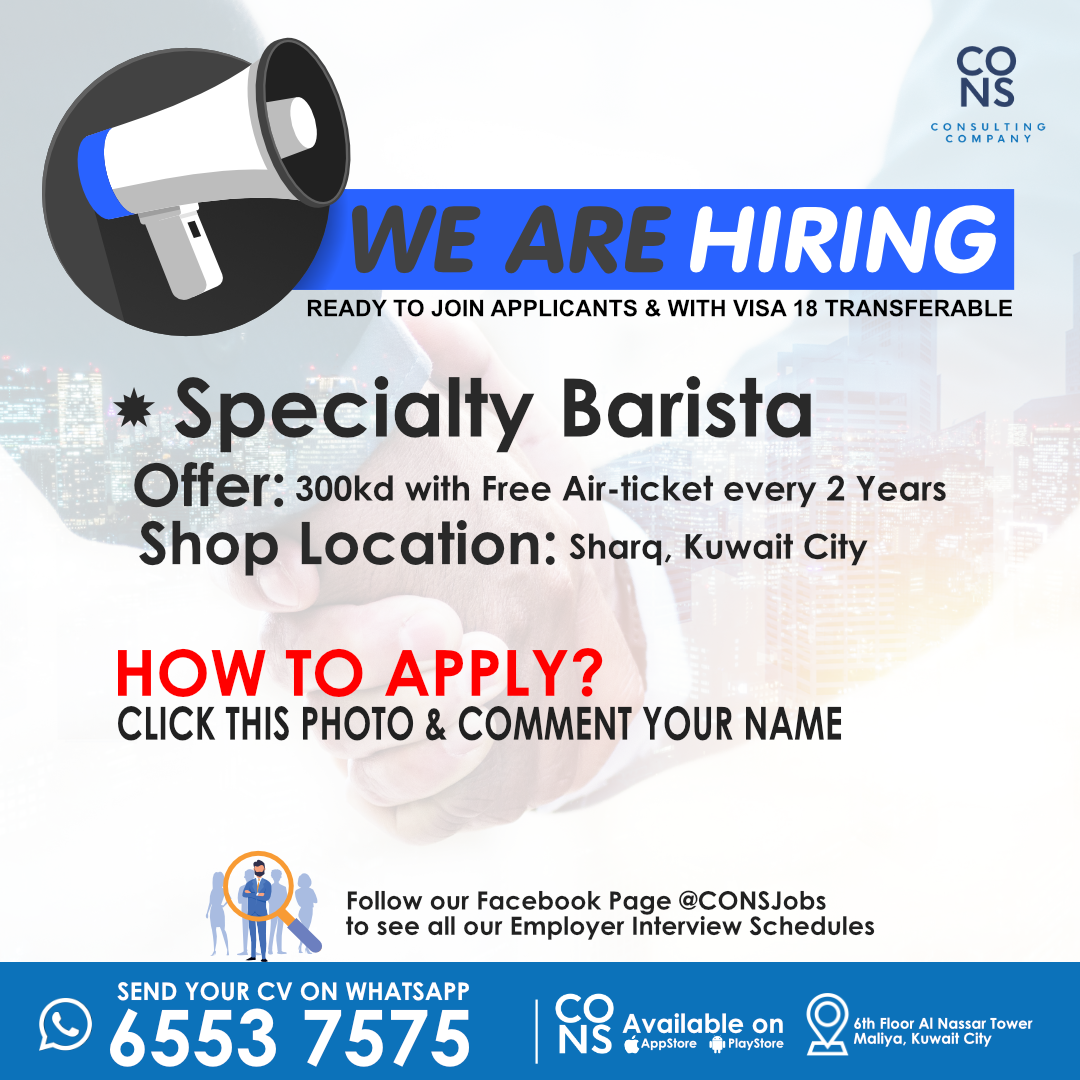 CO
NS
CONSULTING
COMPANY
WE ARE HIRING
READY TO JOIN APPLICANTS & WITH VISA 18 TRANSFERABLE
Specialty Barista
Offer: 300kd with Free Air-ticket every 2 Years
Shop Location: Sharq, Kuwait City
HOW TO APPLY?
CLICK THIS PHOTO & COMMENT YOUR NAME
Follow our Facebook Page @CONSJobs
to see all our Employer Interview Schedules
SEND YOUR CV ON WHATSAPP
6553 7575
CO
NS
Available on
AppStore PlayStore
6th Floor Al Nassar Tower
Maliya, Kuwait City